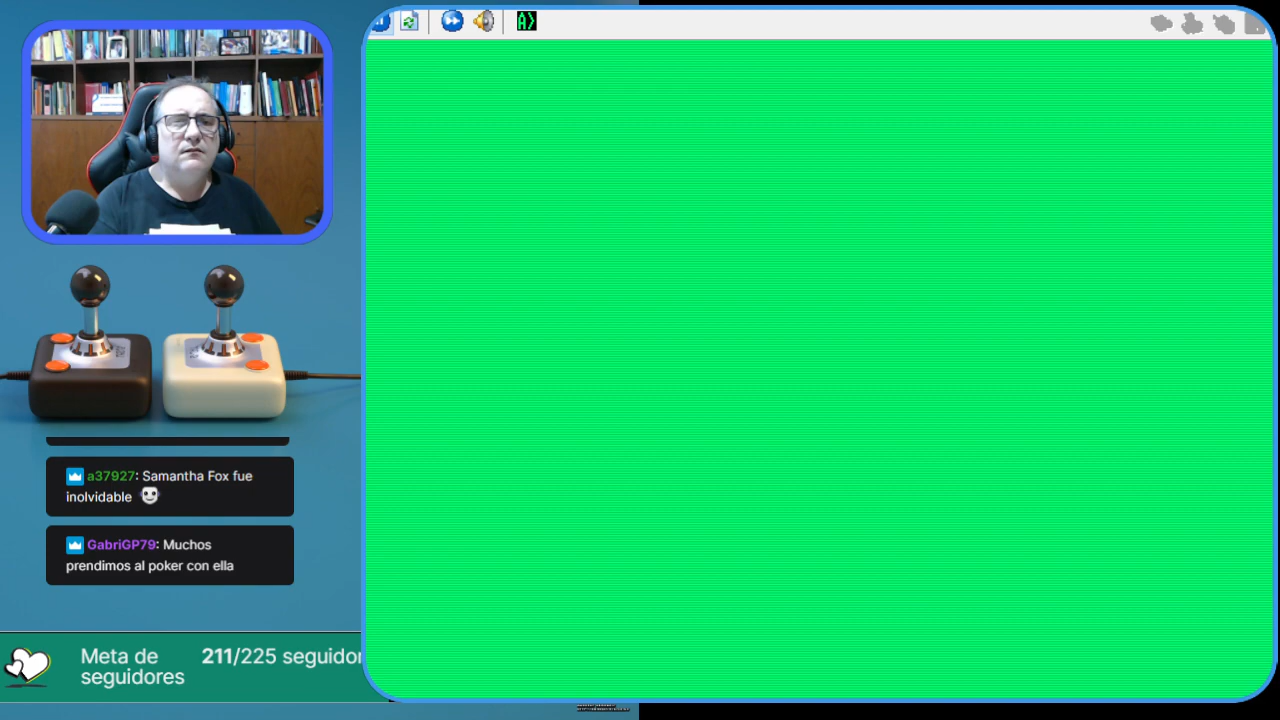 A>
a37927: Samantha Fox fue
inolvidable
GabriGP79: Muchos
prendimos al poker con ella
Meta de
seguidores
211/225 seguidor